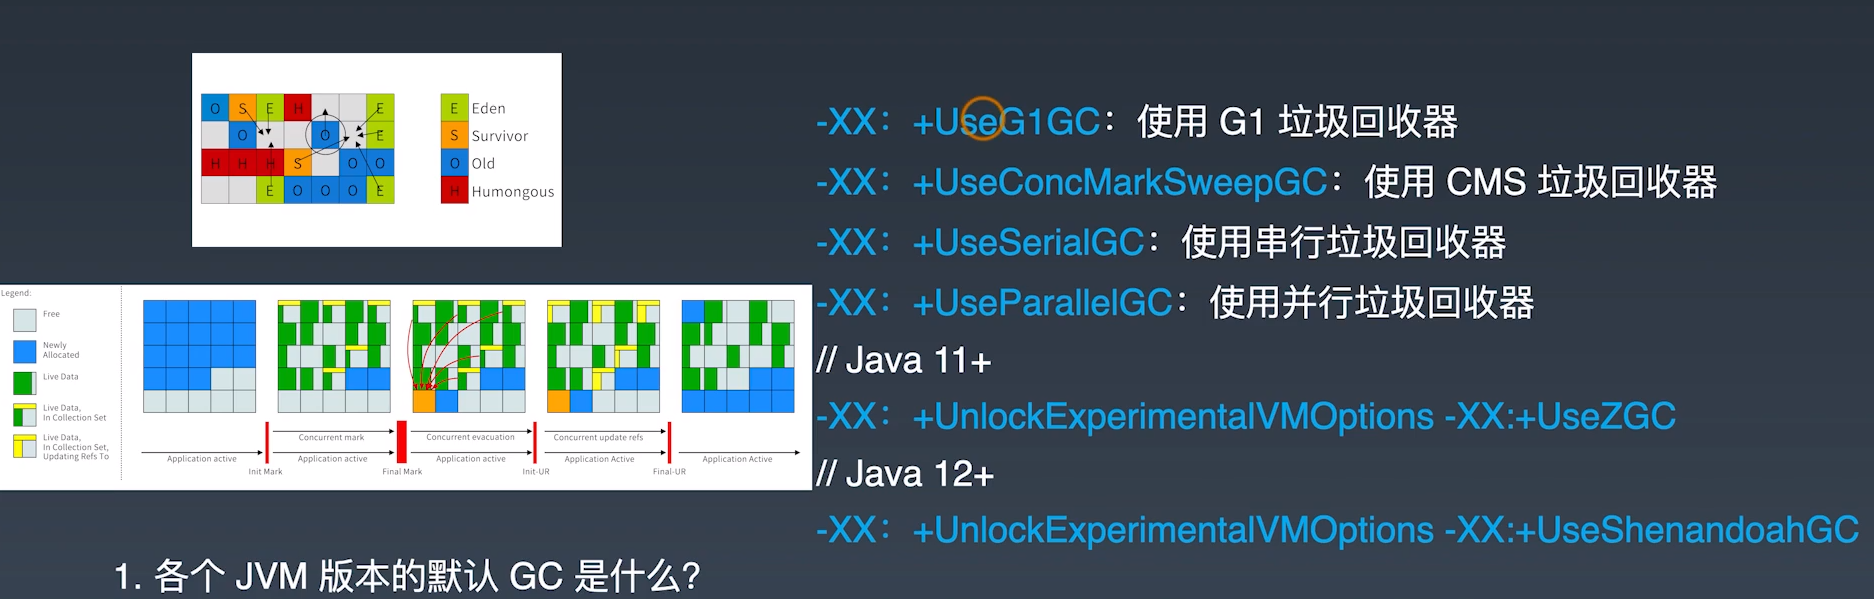 O S E H E
O O E
H H H S O O
E O O O E
E Eden
S Survivor
O Old
H Humongous
Legend:
Free
Newly
Allocated
Live Data
Live Data,
In Collection Set
Live Data,
In Collection Set,
Updating Refs To
Concurrent mark
Concurrent evacuation
Concurrent update refs
Application active
Application active
Application active
Application Active
Application Active
Init Mark
Final Mark
Init-UR
Final-UR
-XX：+UseG1GC：使用 G1 垃圾回收器
-XX：+UseConcMarkSweepGC：使用 CMS 垃圾回收器
-XX：+UseSerialGC：使用串行垃圾回收器
-XX：+UseParallelGC：使用并行垃圾回收器
// Java 11+
-XX：+UnlockExperimentalVMOptions -XX:+UseZGC
// Java 12+
-XX：+UnlockExperimentalVMOptions -XX:+UseShenandoahGC
1. 各个 JVM 版本的默认 GC 是什么？